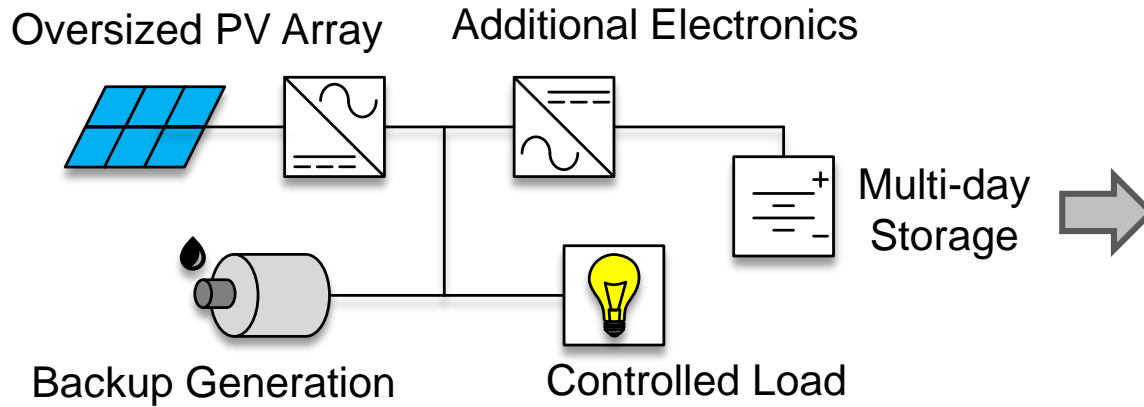 Oversized PV Array
Additional Electronics
Multi-day
Storage
Backup Generation
Controlled Load